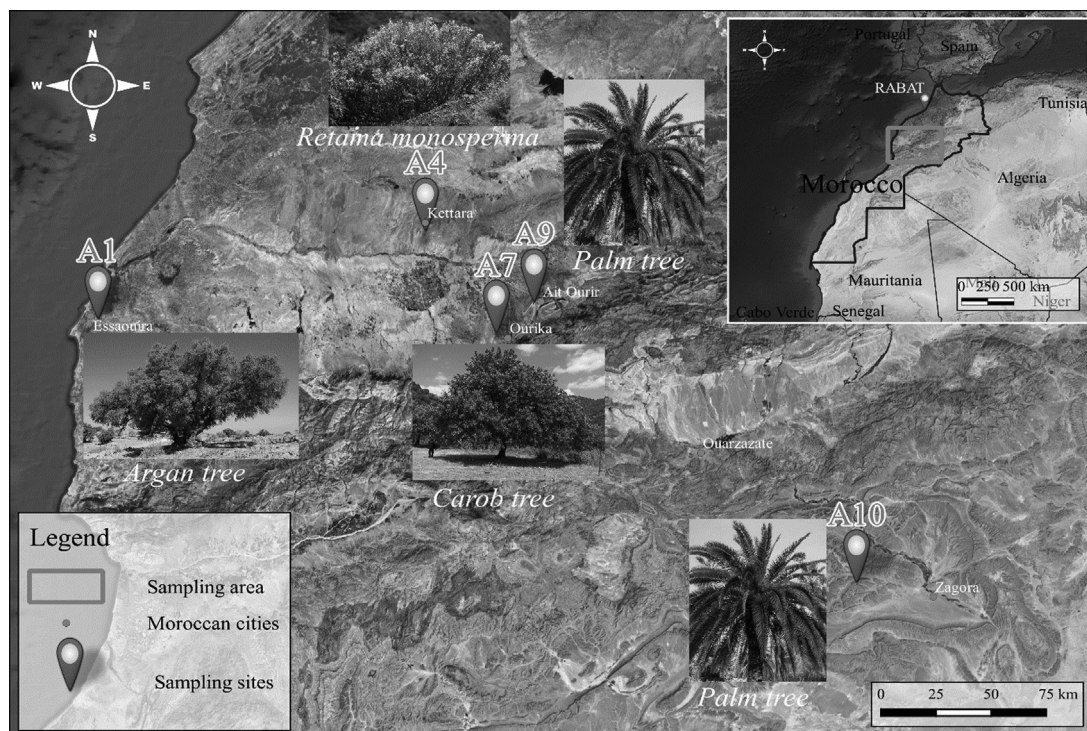 N
W E
S
Retama monosperma
A4
Kettara
Palm tree
A9
Ait Ourir
A7
Ourika
A1
Essaouira
Argan tree
Carob tree
Ouarzazate
A10
Zagora
Palm tree
Portugal
Spain
RABAT
Tunisia
Morocco
Algeria
Mauritania
0 250 500 km
Niger
Cabo Verde
Senegal
Legend
Sampling area
Moroccan cities
Sampling sites
0 25 50 75 km